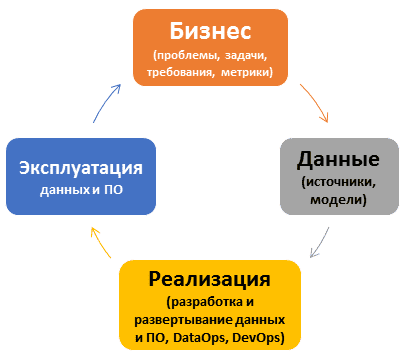 Бизнес
(проблемы, задачи,
требования, метрики)
Данные
(источники,
модели)
Реализация
(разработка и
развертывание данных
и ПО, DataOps, DevOps)
Эксплуатация
данных и ПО